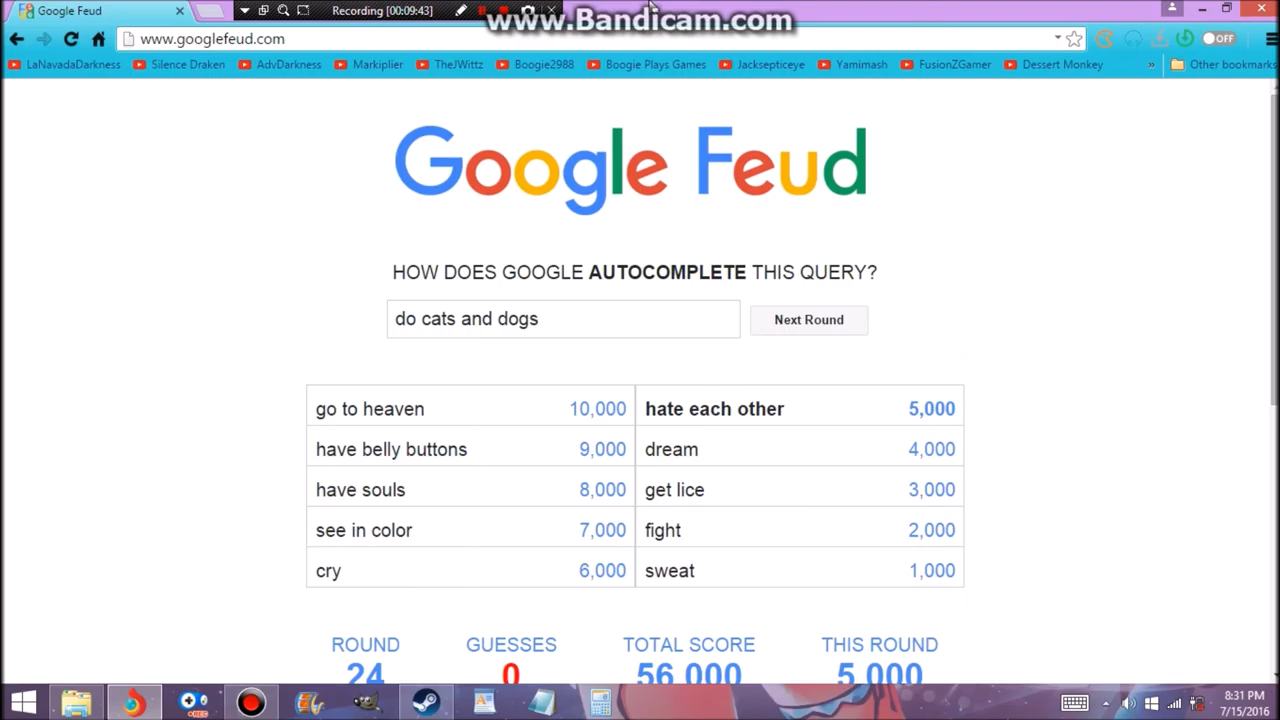 Google Feud
Recording [00:09:43]
www.Bandicam.com
www.googlefeud.com
OFF
LaNavadaDarkness
Silence Draken
AdvDarkness
Markiplier
TheJWittz
Boogie2988
Boogie Plays Games
Jacksepticeye
Yamimash
FusionZGamer
Dessert Monkey
»
Other bookmarks
Google Feud
HOW DOES GOOGLE AUTOCOMPLETE THIS QUERY?
do cats and dogs
Next Round
go to heaven 10,000 hate each other 5,000
have belly buttons 9,000 dream 4,000
have souls 8,000 get lice 3,000
see in color 7,000 fight 2,000
cry 6,000 sweat 1,000
ROUND GUESSES TOTAL SCORE THIS ROUND
24 0 56,000 5,000
REC
8:31 PM
7/15/2016